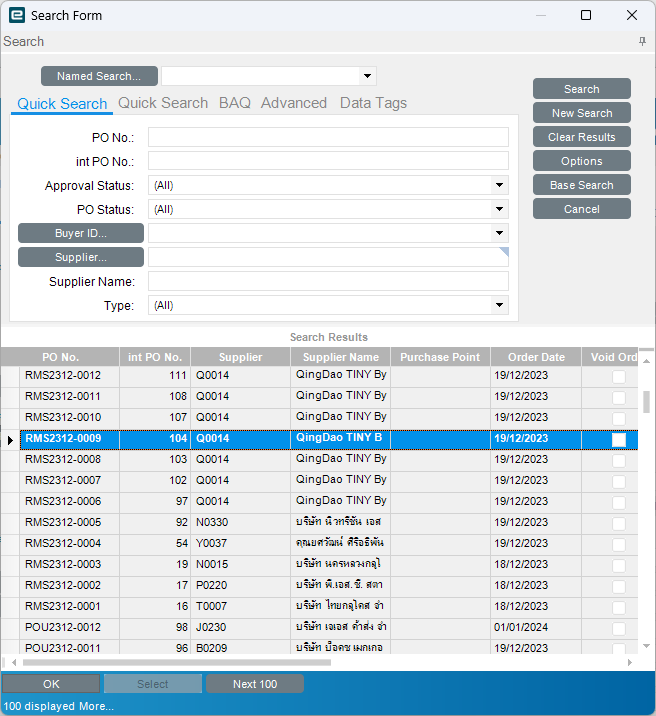 Search Form
Search
Named Search...
Quick Search Quick Search BAQ Advanced Data Tags
PO No.:
int PO No.:
Approval Status: (All)
PO Status: (All)
Buyer ID...
Supplier...
Supplier Name:
Type: (All)
Search
New Search
Clear Results
Options
Base Search
Cancel
Search Results
PO No. int PO No. Supplier Supplier Name Purchase Point Order Date Void Ord
RMS2312-0012 111 Q0014 QingDao TINY By 19/12/2023
RMS2312-0011 108 Q0014 QingDao TINY By 19/12/2023
RMS2312-0010 107 Q0014 QingDao TINY By 19/12/2023
RMS2312-0009 104 Q0014 QingDao TINY B 19/12/2023
RMS2312-0008 103 Q0014 QingDao TINY By 19/12/2023
RMS2312-0007 102 Q0014 QingDao TINY By 19/12/2023
RMS2312-0006 97 Q0014 QingDao TINY By 19/12/2023
RMS2312-0005 92 N0330 บริษัท นิวทริชัน เอส 19/12/2023
RMS2312-0004 54 Y0037 คุณยศวัฒน์ ศิริอธิพัน 19/12/2023
RMS2312-0003 19 N0015 บริษัท นครหลวงกลูโ 18/12/2023
RMS2312-0002 17 P0220 บริษัท พี.เอส.ซี. สตา 18/12/2023
RMS2312-0001 16 T0007 บริษัท ไทยกลูโคส จำ 18/12/2023
POU2312-0012 98 J0230 บริษัท เจเอส ค้าส่ง จำ 01/01/2024
POU2312-0011 96 B0209 บริษัท 19/12/2023
OK Select Next 100
100 displayed More...